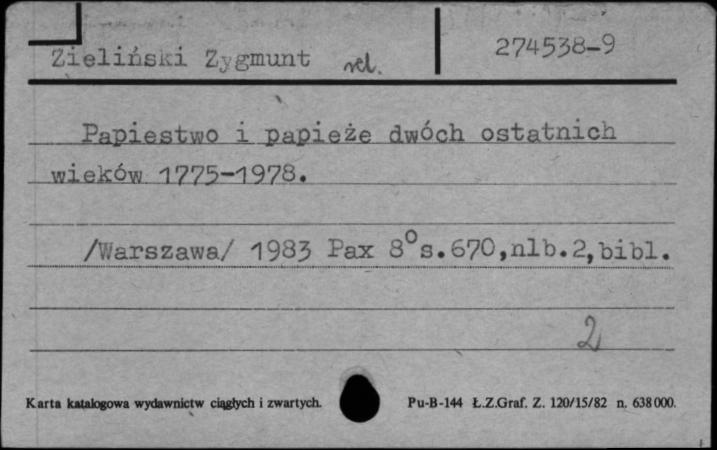 Zieliński Zygmunt rel. 274538-9
Papiestwo i papieże dwóch ostatnich
wieków 1775-1978.
/Warszawa/ 1983 Pax 8° s.670,nlb.2,bibl.
2
Karta katalogowa wydawnictw ciągłych i zwartych. Pu-B-144 Ł.Z.Graf. Z. 120/15/82 n. 638 000.